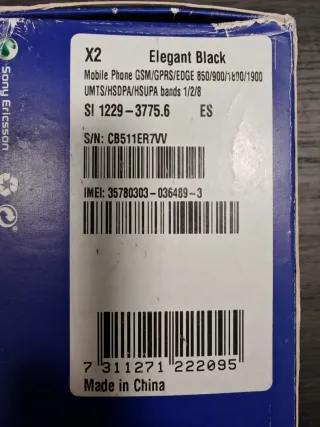 X2 Elegant Black
Mobile Phone GSM/GPRS/EDGE 850/900/1800/1900
UMTS/HSDPA/HSUPA bands 1/2/8
SI 1229-3775.6 ES
S/N: CB511ER7VV
IMEI: 35780303-036489-3
7 311271 222095
Made in China
Sony Ericsson